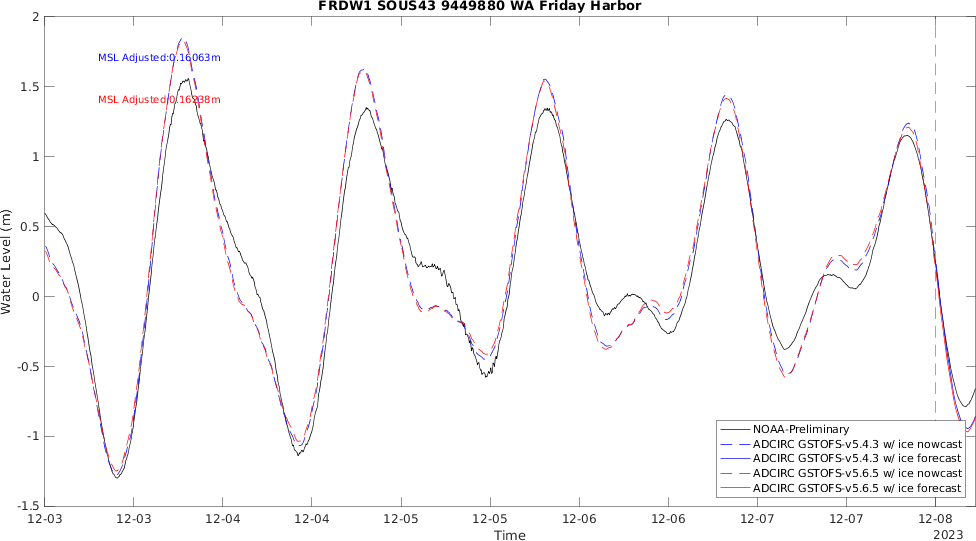 FRDW1 SOUS43 9449880 WA Friday Harbor
2
MSL Adjusted:0.16063m
1.5
MSL Adjusted:0.16238m
1
0.5
Water Level (m)
0
-0.5
-1
NOAA-Preliminary
ADCIRC GSTOFS-v5.4.3 w/ ice nowcast
ADCIRC GSTOFS-v5.4.3 w/ ice forecast
ADCIRC GSTOFS-v5.6.5 w/ ice nowcast
ADCIRC GSTOFS-v5.6.5 w/ ice forecast
-1.5
12-03 12-03 12-04 12-04 12-05 12-05 12-06 12-06 12-07 12-07 12-08
Time 2023